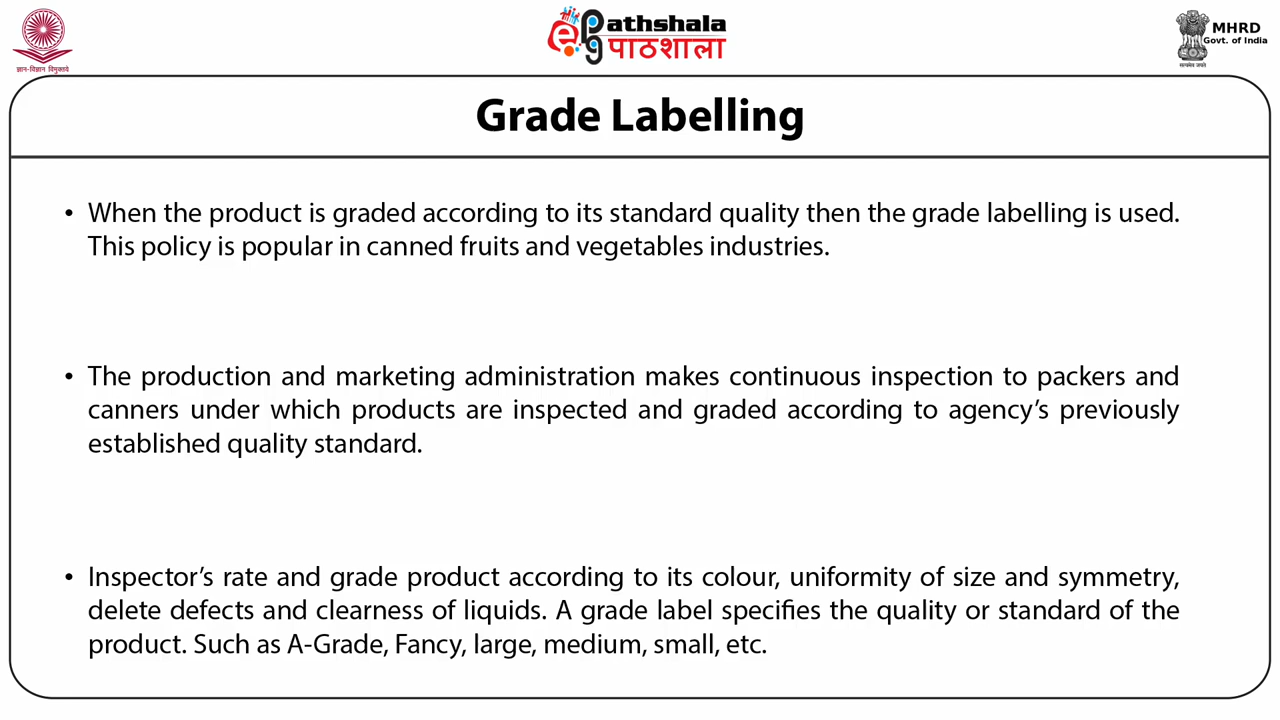 ज्ञान-विज्ञान विमुक्तये
ePg athshala
पाठशाला
MHRD
Govt. of India
सत्यमेव जयते
Grade Labelling
• When the product is graded according to its standard quality then the grade labelling is used.
This policy is popular in canned fruits and vegetables industries.
• The production and marketing administration makes continuous inspection to packers and
canners under which products are inspected and graded according to agency’s previously
established quality standard.
• Inspector’s rate and grade product according to its colour, uniformity of size and symmetry,
delete defects and clearness of liquids. A grade label specifies the quality or standard of the
product. Such as A-Grade, Fancy, large, medium, small, etc.